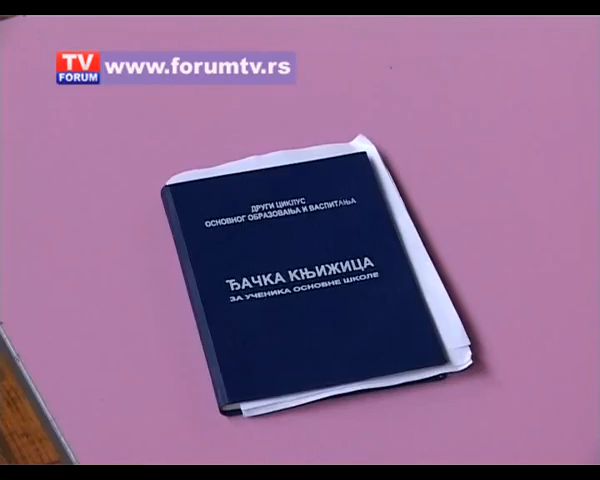 TV
FORUM
www.forumtv.rs
ДРУГИ ЦИКЛУС
ОСНОВНОГ ОБРАЗОВАЊА И ВАСПИТАЊА
ЂАЧКА КЊИЖИЦА
ЗА УЧЕНИКА ОСНОВНЕ ШКОЛЕ